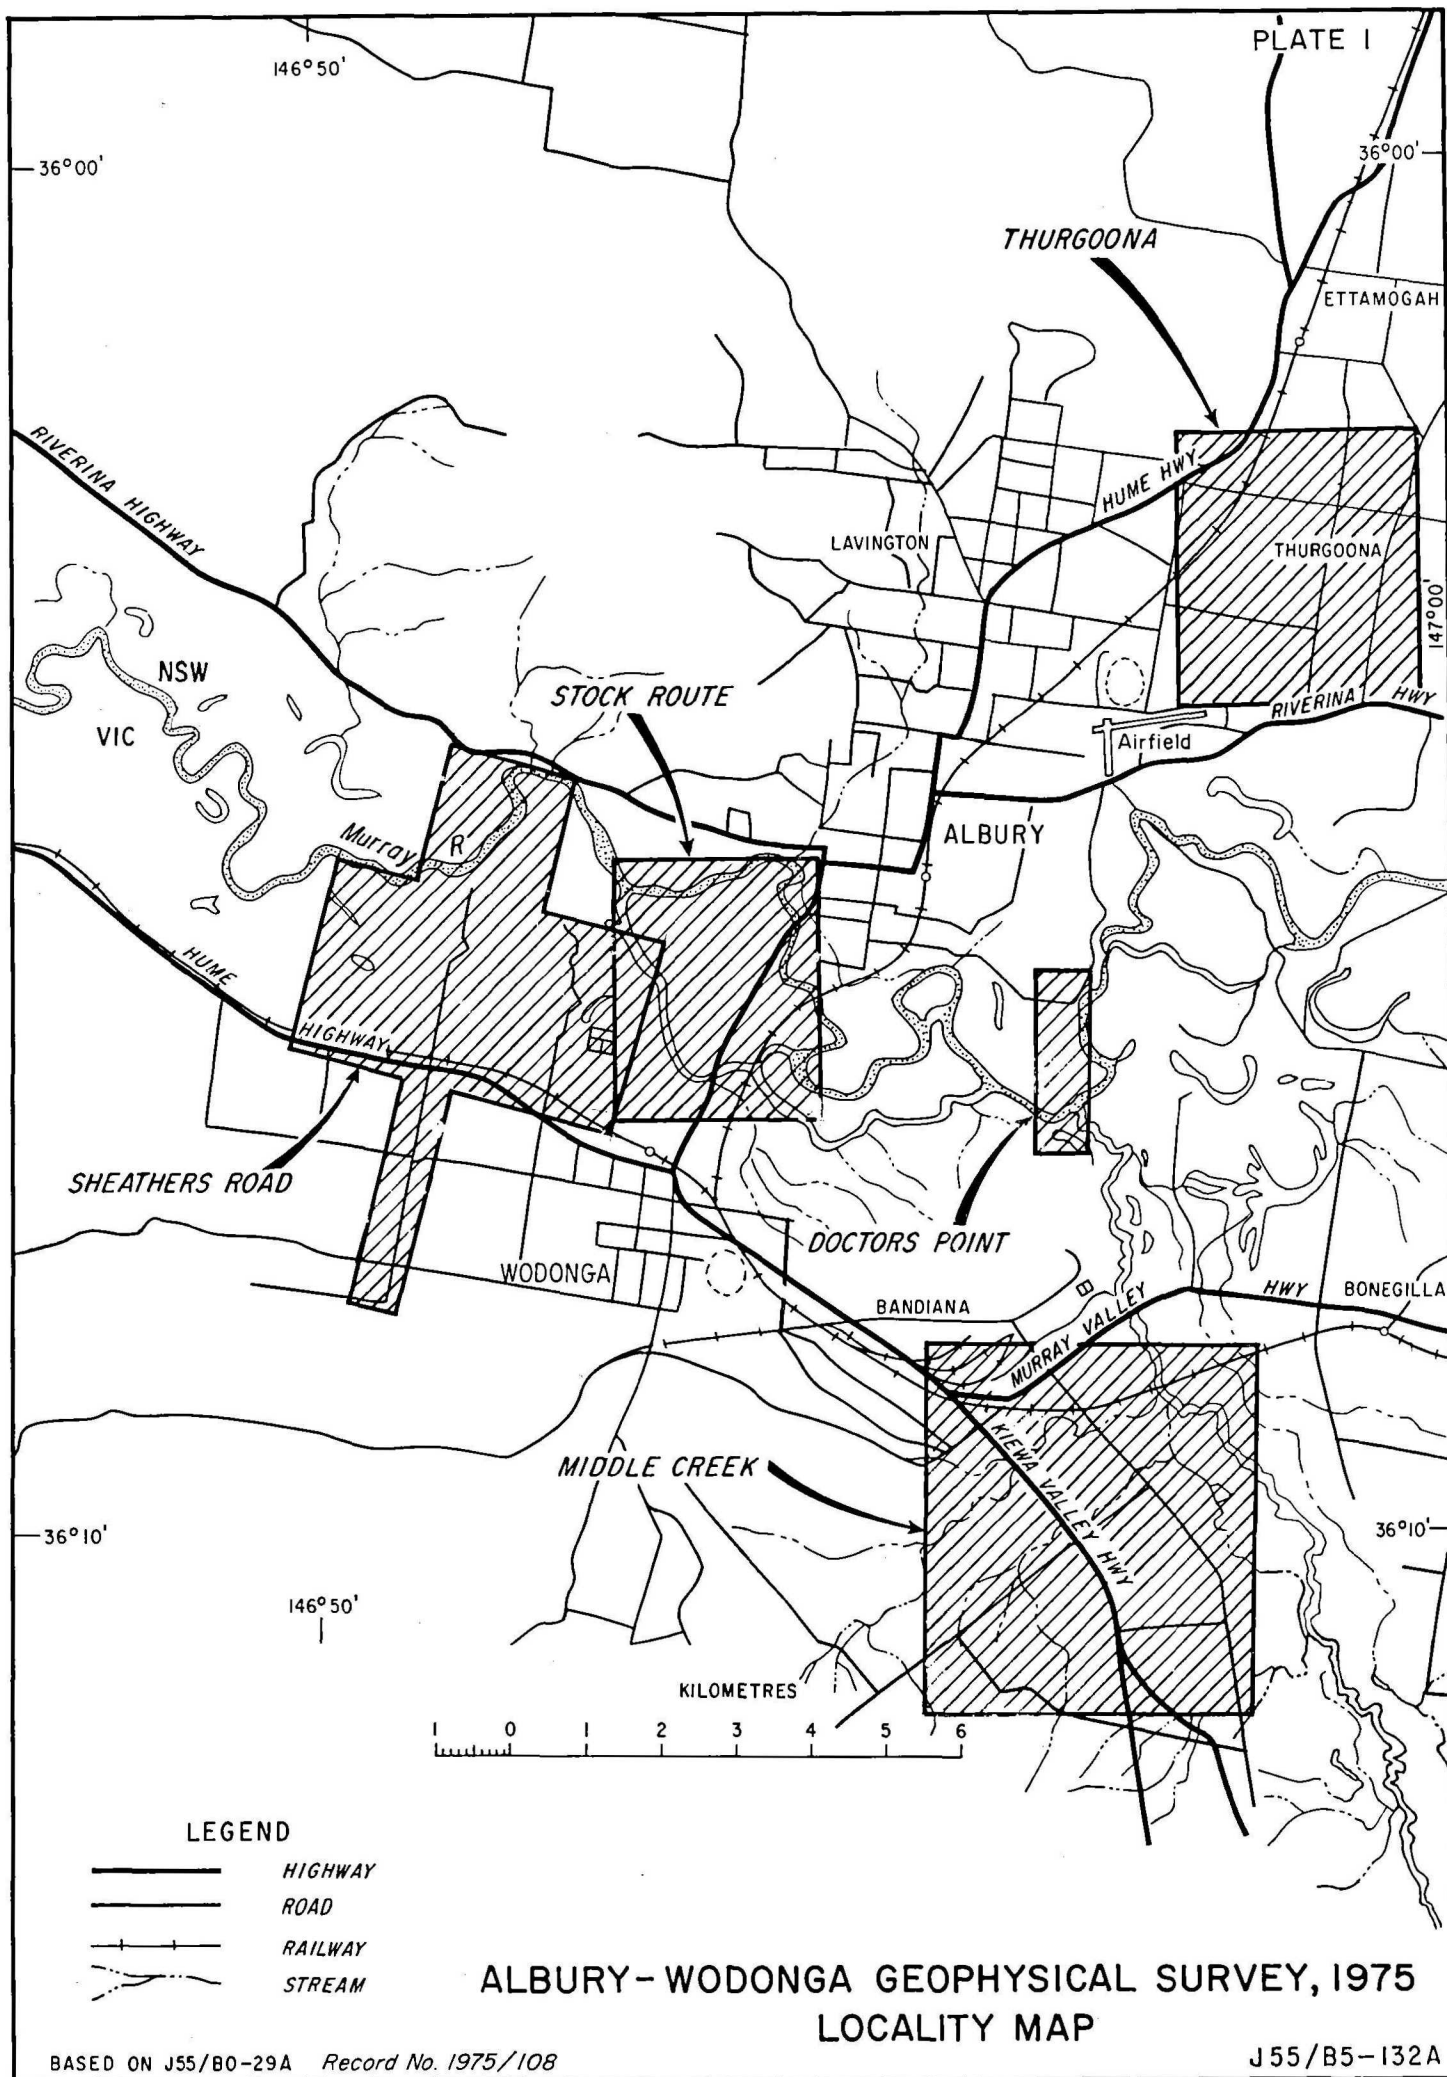 PLATE 1
146°50'
36°00'
36°00'
THURGOONA
ETTAMOGAH
RIVERINA HIGHWAY
HUME HWY
LAVINGTON
THURGOONA
147°00'
NSW
STOCK ROUTE
RIVERINA HWY
VIC
Airfield
Murray R
ALBURY
HUME HIGHWAY
SHEATHERS ROAD
DOCTORS POINT
WODONGA
BANDIANA
MURRAY VALLEY HWY
BONEGILLA
MIDDLE CREEK
KIEWA VALLEY HWY
36°10'
36°10'
146°50'
KILOMETRES
1 0 1 2 3 4 5 6
LEGEND
HIGHWAY
ROAD
RAILWAY
STREAM
ALBURY-WODONGA GEOPHYSICAL SURVEY, 1975
LOCALITY MAP
BASED ON J55/B0-29A Record No. 1975/108
J55/B5-132A